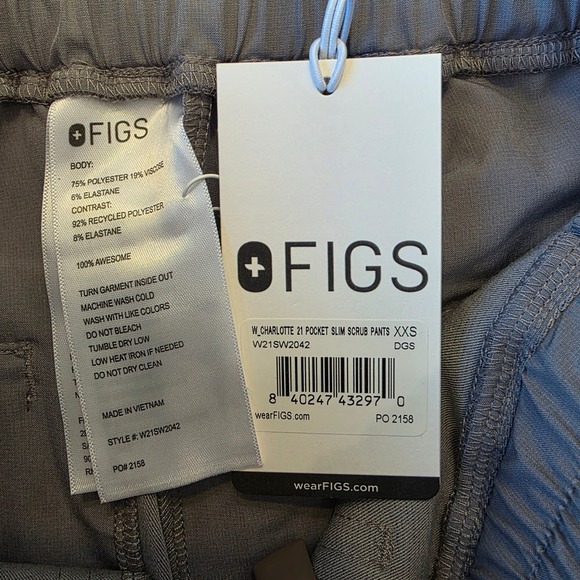 FIGS
BODY:
75% POLYESTER 19% VISCOSE
6% ELASTANE
CONTRAST:
92% RECYCLED POLYESTER
8% ELASTANE
100% AWESOME
TURN GARMENT INSIDE OUT
MACHINE WASH COLD
WASH WITH LIKE COLORS
DO NOT BLEACH
TUMBLE DRY LOW
LOW HEAT IRON IF NEEDED
DO NOT DRY CLEAN
MADE IN VIETNAM
STYLE #: W21SW2042
PO# 2158
FIGS
W_CHARLOTTE 21 POCKET SLIM SCRUB PANTS XXS
W21SW2042 DGS
8 40247 43297 0
wearFIGS.com PO 2158
wearFIGS.com